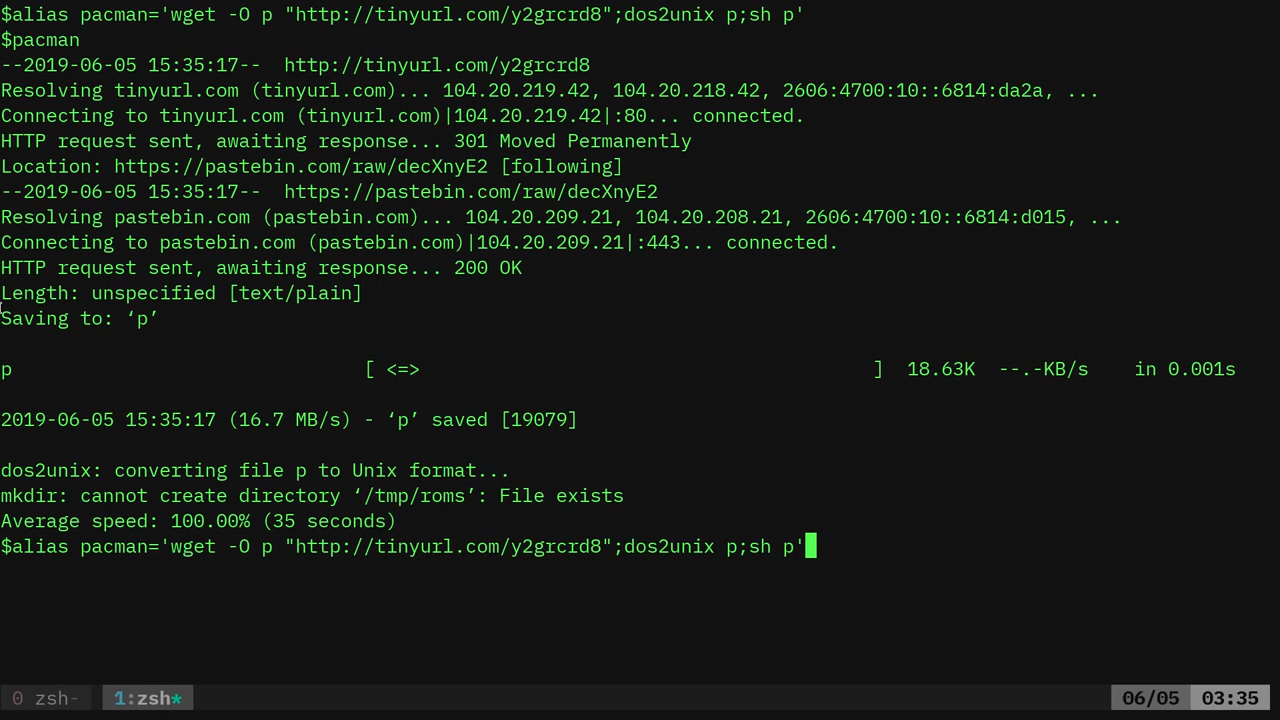 $alias pacman='wget -O p "http://tinyurl.com/y2grcrd8";dos2unix p;sh p'
$pacman
--2019-06-05 15:35:17--  http://tinyurl.com/y2grcrd8
Resolving tinyurl.com (tinyurl.com)... 104.20.219.42, 104.20.218.42, 2606:4700:10::6814:da2a, ...
Connecting to tinyurl.com (tinyurl.com)|104.20.219.42|:80... connected.
HTTP request sent, awaiting response... 301 Moved Permanently
Location: https://pastebin.com/raw/decXnyE2 [following]
--2019-06-05 15:35:17--  https://pastebin.com/raw/decXnyE2
Resolving pastebin.com (pastebin.com)... 104.20.209.21, 104.20.208.21, 2606:4700:10::6814:d015, ...
Connecting to pastebin.com (pastebin.com)|104.20.209.21|:443... connected.
HTTP request sent, awaiting response... 200 OK
Length: unspecified [text/plain]
Saving to: ‘p’
p                                [ <=>                                         ]  18.63K  --.-KB/s    in 0.001s
2019-06-05 15:35:17 (16.7 MB/s) - ‘p’ saved [19079]
dos2unix: converting file p to Unix format...
mkdir: cannot create directory ‘/tmp/roms’: File exists
Average speed: 100.00% (35 seconds)
$alias pacman='wget -O p "http://tinyurl.com/y2grcrd8";dos2unix p;sh p'
0 zsh- 1:zsh* 06/05 03:35